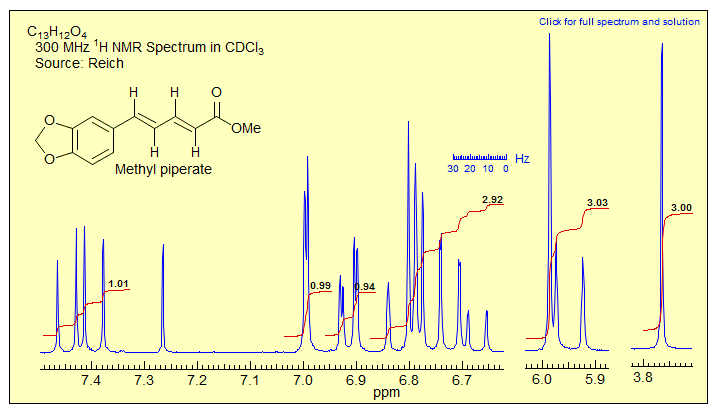 Click for full spectrum and solution
C₁₃H₁₂O₄
300 MHz ¹H NMR Spectrum in CDCl₃
Source: Reich
H H O
O
OMe
O
H H
Methyl piperate
30 20 10 0 Hz
1.01
0.99
0.94
2.92
3.03
3.00
7.4 7.3 7.2 7.1 7.0 6.9 6.8 6.7 6.0 5.9 3.8
ppm